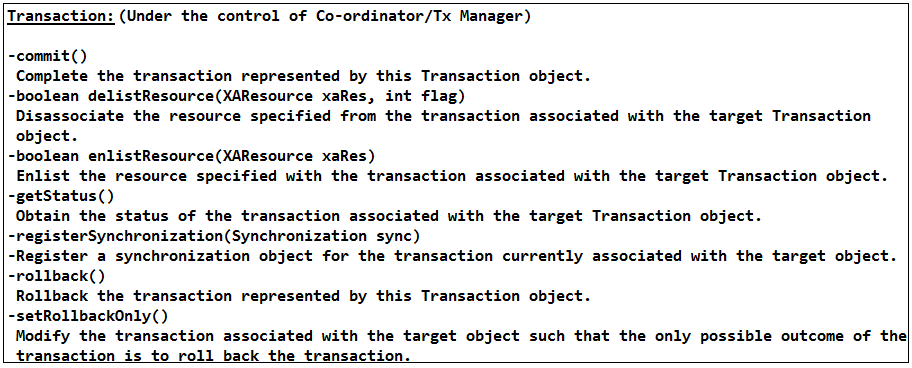 Transaction: (Under the control of Co-ordinator/Tx Manager)
-commit()
Complete the transaction represented by this Transaction object.
-boolean delistResource(XAResource xaRes, int flag)
Disassociate the resource specified from the transaction associated with the target Transaction
object.
-boolean enlistResource(XAResource xaRes)
Enlist the resource specified with the transaction associated with the target Transaction object.
-getStatus()
Obtain the status of the transaction associated with the target Transaction object.
-registerSynchronization(Synchronization sync)
-Register a synchronization object for the transaction currently associated with the target object.
-rollback()
Rollback the transaction represented by this Transaction object.
-setRollbackOnly()
Modify the transaction associated with the target object such that the only possible outcome of the
transaction is to roll back the transaction.